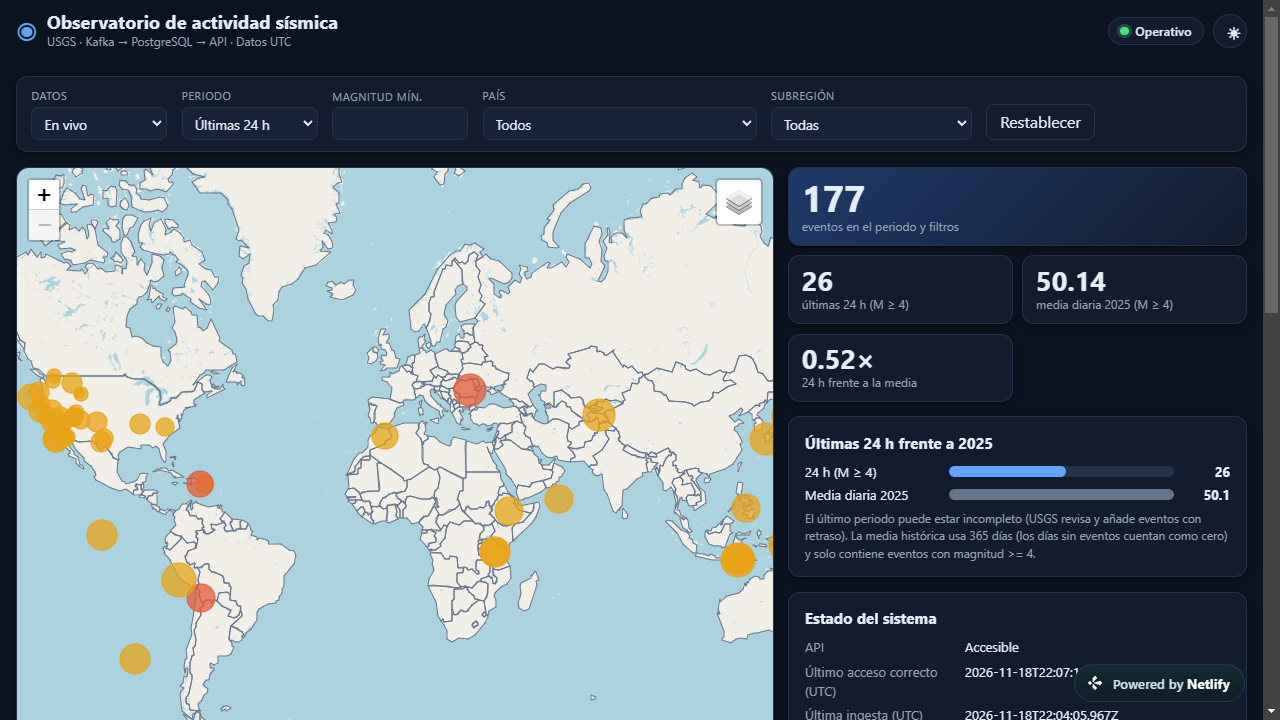 Observatorio de actividad sísmica
USGS · Kafka → PostgreSQL → API · Datos UTC
Operativo
DATOS
En vivo
PERIODO
Últimas 24 h
MAGNITUD MÍN.
PAÍS
Todos
SUBREGIÓN
Todas
Restablecer
+
−
177
eventos en el periodo y filtros
26
últimas 24 h (M ≥ 4)
50.14
media diaria 2025 (M ≥ 4)
0.52×
24 h frente a la media
Últimas 24 h frente a 2025
24 h (M ≥ 4) 26
Media diaria 2025 50.1
El último periodo puede estar incompleto (USGS revisa y añade eventos con
retraso). La media histórica usa 365 días (los días sin eventos cuentan como cero)
y solo contiene eventos con magnitud >= 4.
Estado del sistema
API Accesible
Último acceso correcto 2026-11-18T22:07:1
(UTC)
Powered by Netlify
Última ingesta (UTC) 2026-11-18T22:04:05.967Z